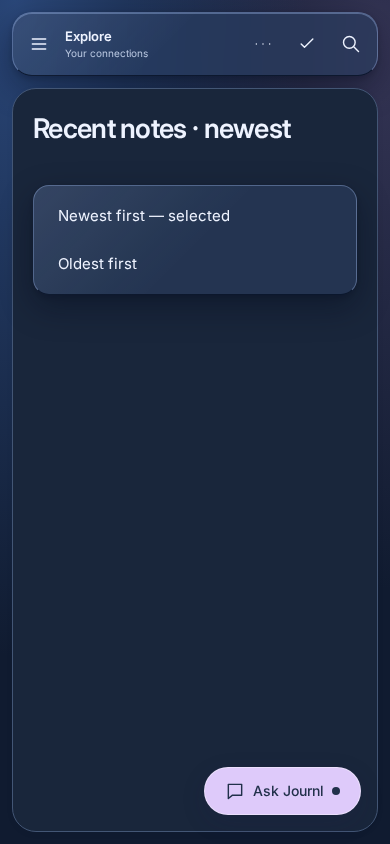 Explore
Your connections
...
Recent notes · newest
Newest first — selected
Oldest first
Ask Journl